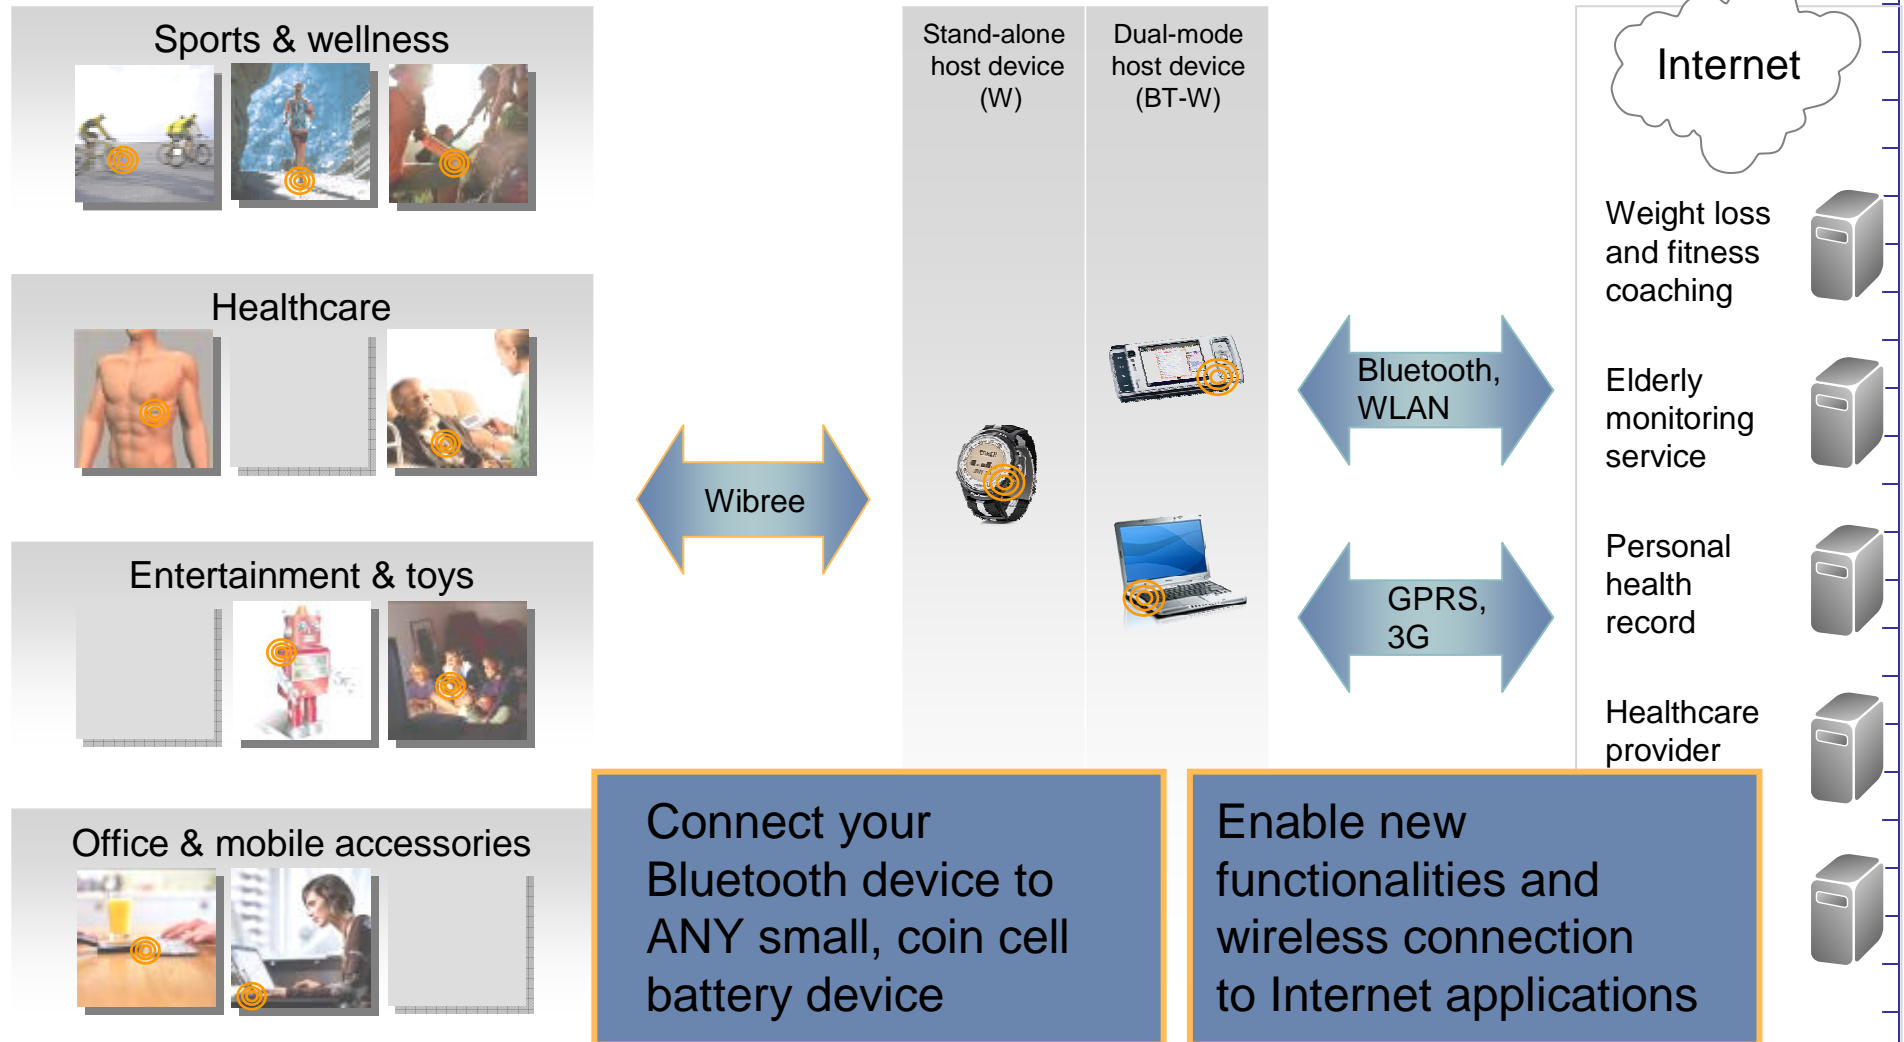 Sports & wellness
Healthcare
Entertainment & toys
Office & mobile accessories
Wibree
Stand-alone
host device
(W)
Dual-mode
host device
(BT-W)
Bluetooth,
WLAN
GPRS,
3G
Internet
Weight loss
and fitness
coaching
Elderly
monitoring
service
Personal
health
record
Healthcare
provider
Connect your
Bluetooth device to
ANY small, coin cell
battery device
Enable new
functionalities and
wireless connection
to Internet applications